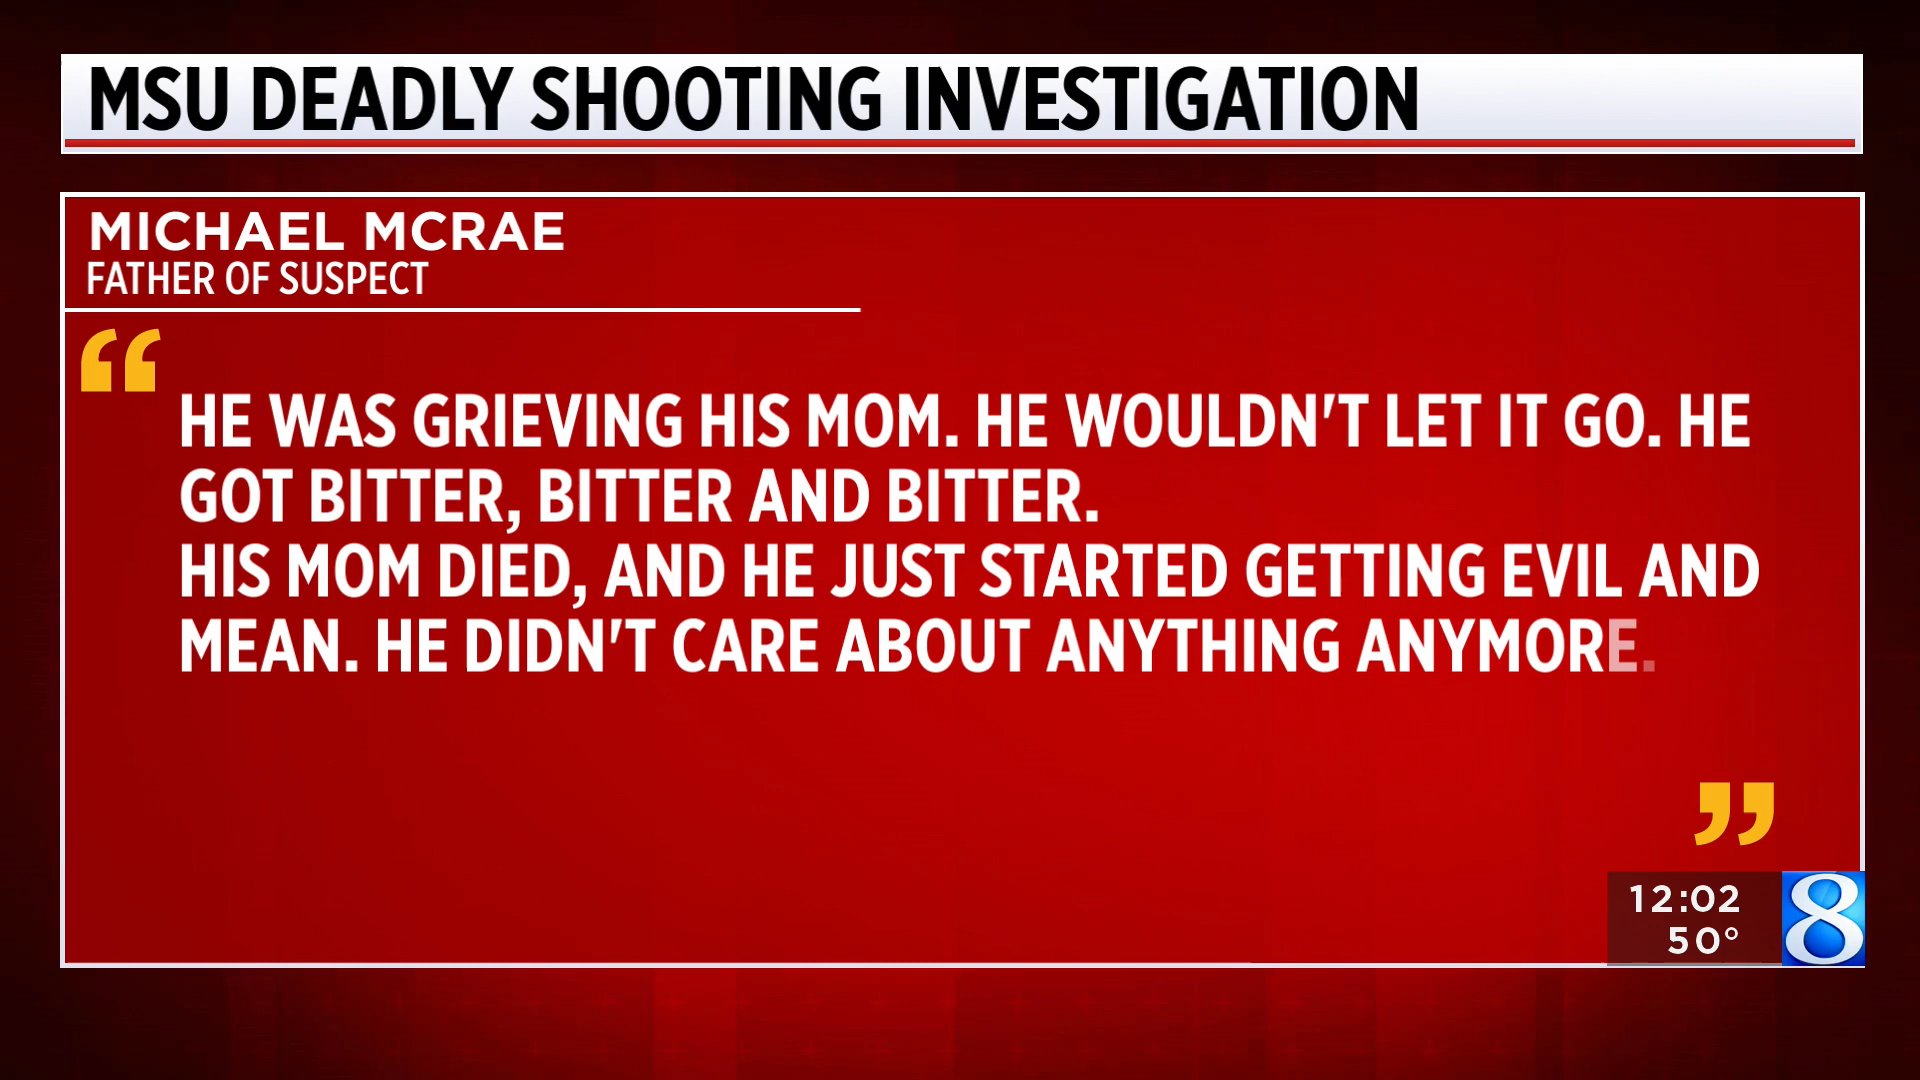 MSU DEADLY SHOOTING INVESTIGATION
MICHAEL MCRAE
FATHER OF SUSPECT
“
HE WAS GRIEVING HIS MOM. HE WOULDN'T LET IT GO. HE
GOT BITTER, BITTER AND BITTER.
HIS MOM DIED, AND HE JUST STARTED GETTING EVIL AND
MEAN. HE DIDN'T CARE ABOUT ANYTHING ANYMORE.
”
12:02
50°
8